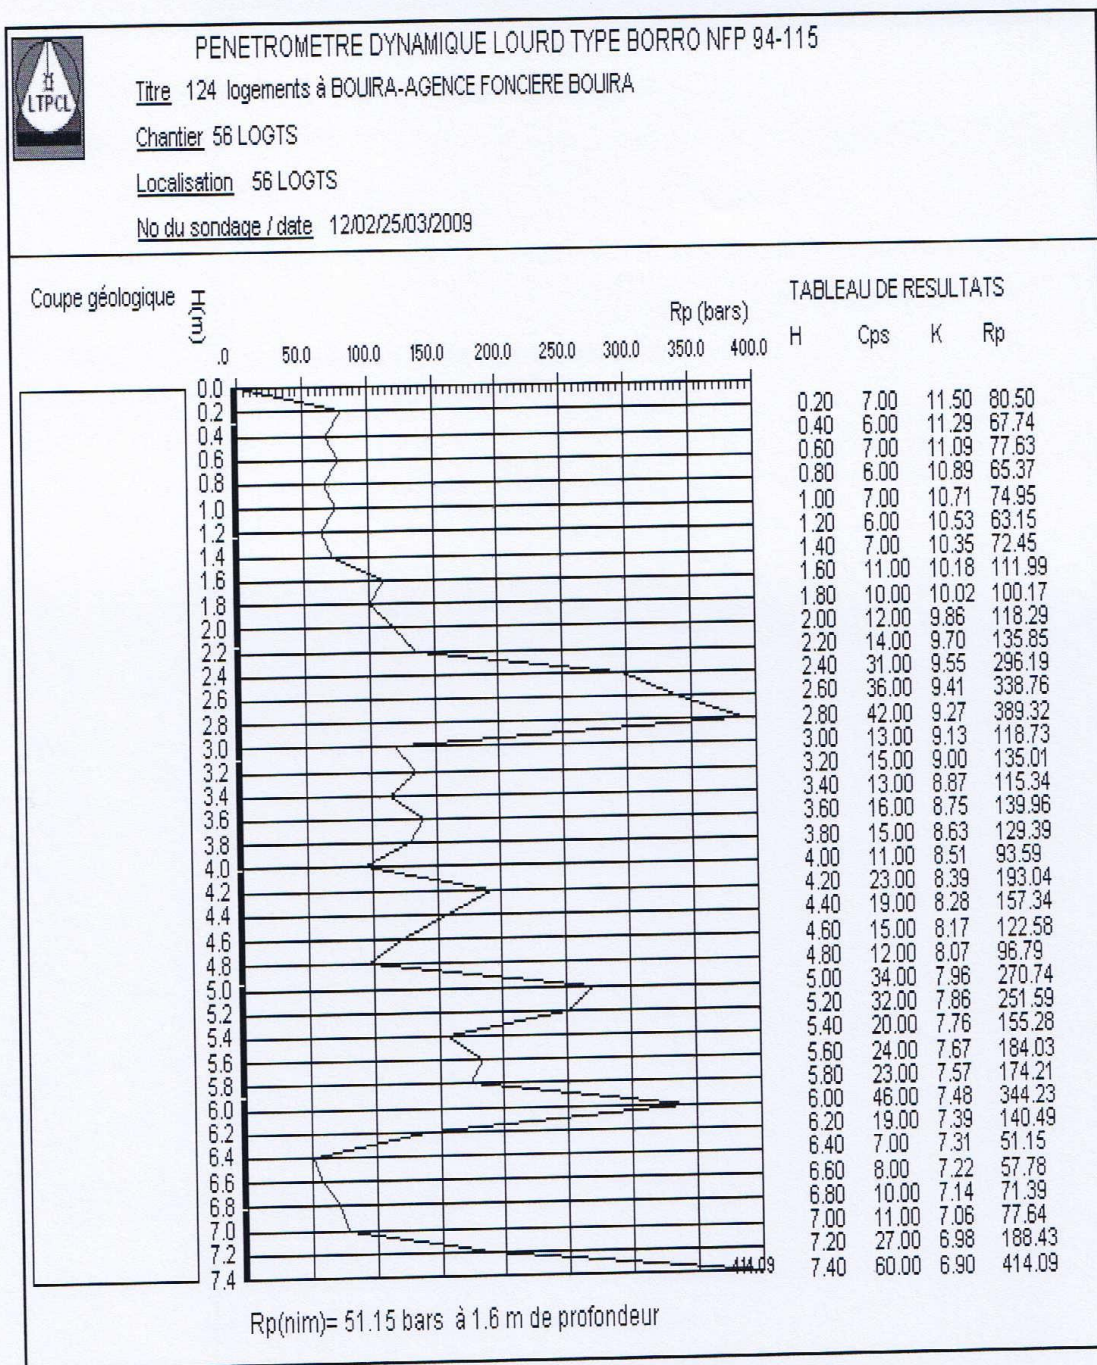 PENETROMETRE DYNAMIQUE LOURD TYPE BORRO NFP 94-115
LTPCL
Titre 124 logements à BOUIRA-AGENCE FONCIERE BOUIRA
Chantier 56 LOGTS
Localisation 56 LOGTS
No du sondage / date 12/02/25/03/2009
Coupe géologique
H(m)
Rp (bars)
.0 50.0 100.0 150.0 200.0 250.0 300.0 350.0 400.0
0.0
0.2
0.4
0.6
0.8
1.0
1.2
1.4
1.6
1.8
2.0
2.2
2.4
2.6
2.8
3.0
3.2
3.4
3.6
3.8
4.0
4.2
4.4
4.6
4.8
5.0
5.2
5.4
5.6
5.8
6.0
6.2
6.4
6.6
6.8
7.0
7.2
7.4
414.09
TABLEAU DE RESULTATS
H Cps K Rp
0.20 7.00 11.50 80.50
0.40 6.00 11.29 67.74
0.60 7.00 11.09 77.63
0.80 6.00 10.89 65.37
1.00 7.00 10.71 74.95
1.20 6.00 10.53 63.15
1.40 7.00 10.35 72.45
1.60 11.00 10.18 111.99
1.80 10.00 10.02 100.17
2.00 12.00 9.86 118.29
2.20 14.00 9.70 135.85
2.40 31.00 9.55 296.19
2.60 36.00 9.41 338.76
2.80 42.00 9.27 389.32
3.00 13.00 9.13 118.73
3.20 15.00 9.00 135.01
3.40 13.00 8.87 115.34
3.60 16.00 8.75 139.96
3.80 15.00 8.63 129.39
4.00 11.00 8.51 93.59
4.20 23.00 8.39 193.04
4.40 19.00 8.28 157.34
4.60 15.00 8.17 122.58
4.80 12.00 8.07 96.79
5.00 34.00 7.96 270.74
5.20 32.00 7.86 251.59
5.40 20.00 7.76 155.28
5.60 24.00 7.67 184.03
5.80 23.00 7.57 174.21
6.00 46.00 7.48 344.23
6.20 19.00 7.39 140.49
6.40 7.00 7.31 51.15
6.60 8.00 7.22 57.78
6.80 10.00 7.14 71.39
7.00 11.00 7.06 77.64
7.20 27.00 6.98 188.43
7.40 60.00 6.90 414.09
Rp(nim)= 51.15 bars à 1.6 m de profondeur